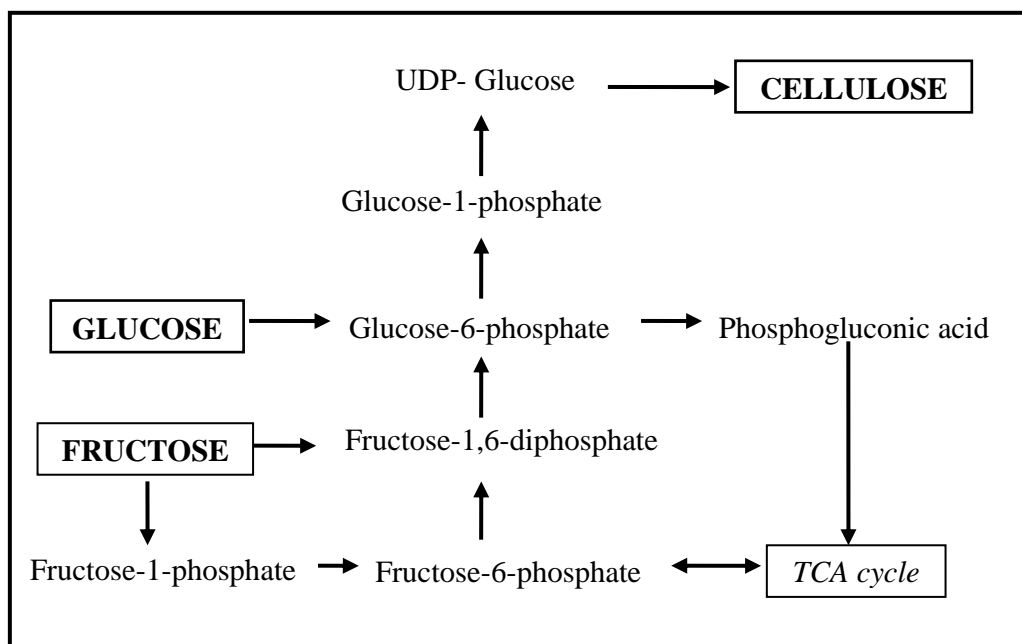 UDP- Glucose
CELLULOSE
Glucose-1-phosphate
GLUCOSE
Glucose-6-phosphate
Phosphogluconic acid
FRUCTOSE
Fructose-1,6-diphosphate
Fructose-1-phosphate
Fructose-6-phosphate
TCA cycle